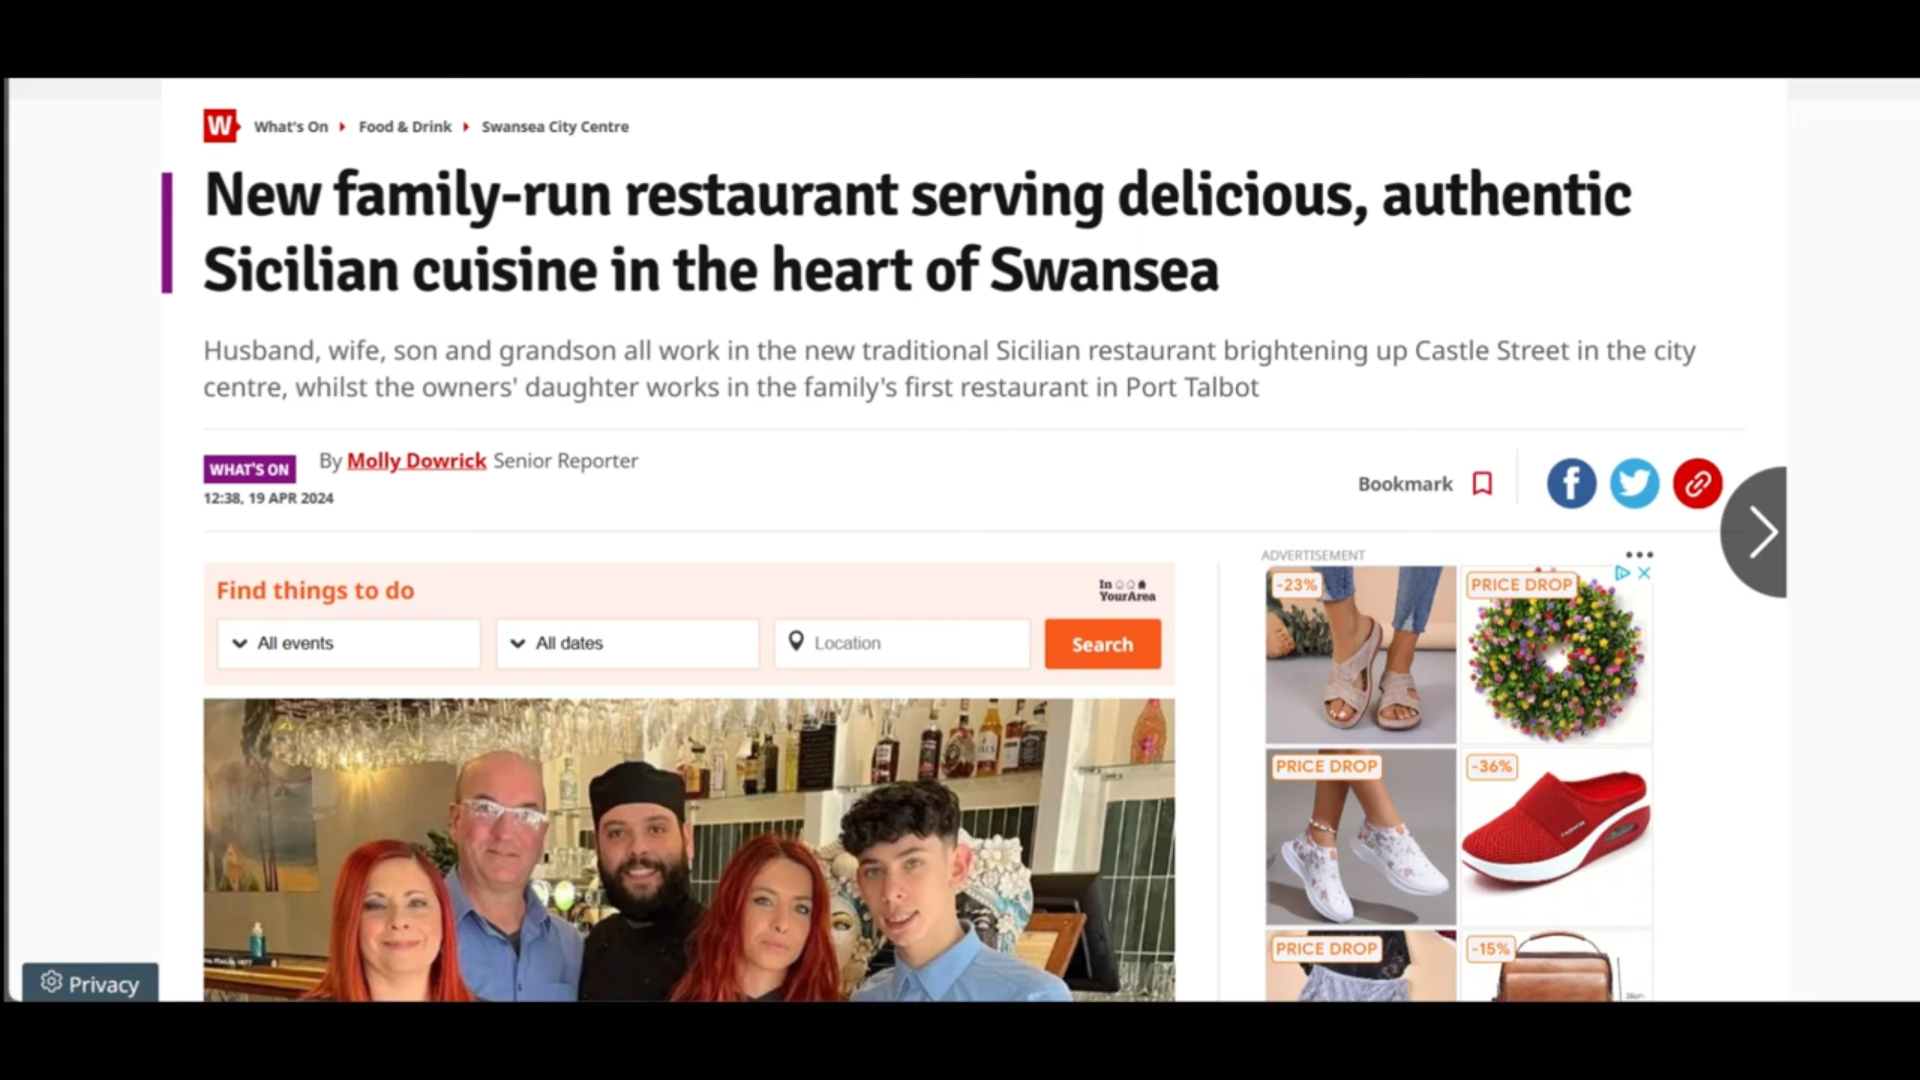 W What's On Food & Drink Swansea City Centre
New family-run restaurant serving delicious, authentic
Sicilian cuisine in the heart of Swansea
Husband, wife, son and grandson all work in the new traditional Sicilian restaurant brightening up Castle Street in the city
centre, whilst the owners' daughter works in the family's first restaurant in Port Talbot
WHAT'S ON By Molly Dowrick Senior Reporter
12:38, 19 APR 2024
Bookmark
Find things to do
In
YourArea
All events All dates Location Search
ADVERTISEMENT
-23% PRICE DROP
PRICE DROP -36%
PRICE DROP -15%
Privacy